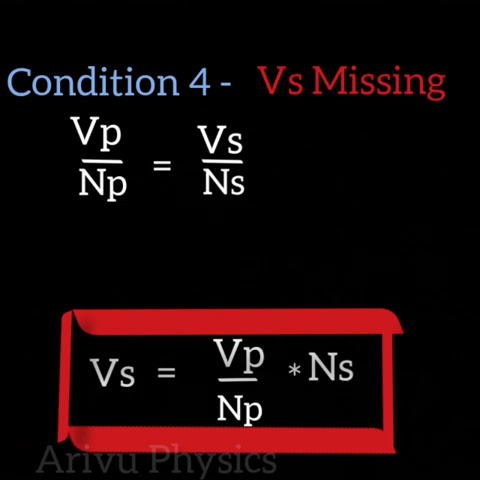 Condition 4 - Vs Missing
Vp/Np = Vs/Ns
Vs = Vp/Np * Ns
Arivu Physics